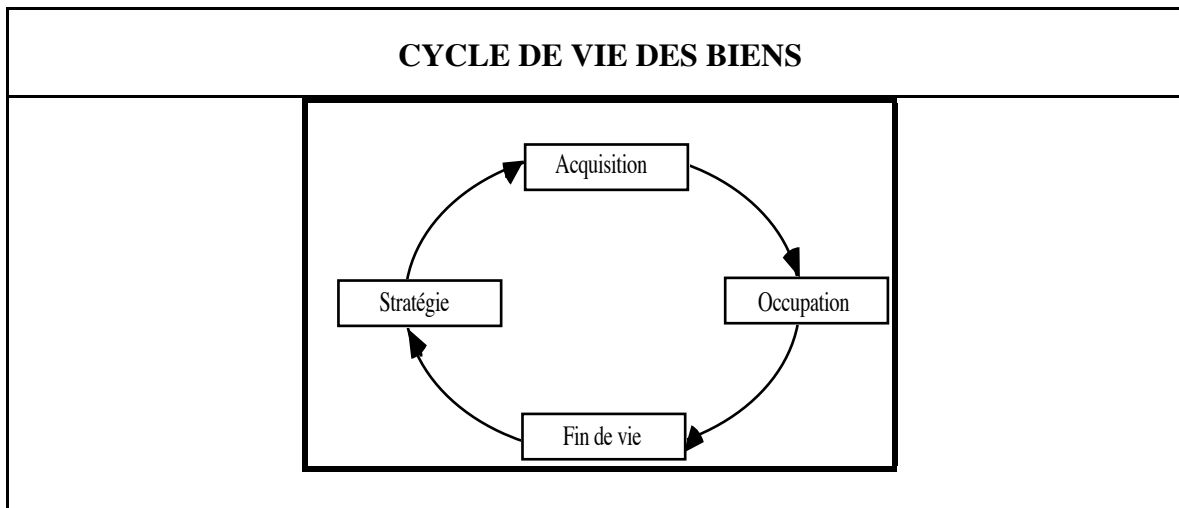 CYCLE DE VIE DES BIENS
Acquisition
Stratégie
Occupation
Fin de vie